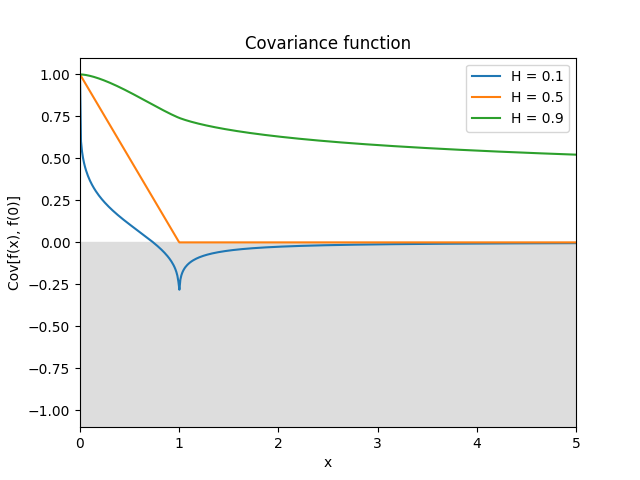 Covariance function
Cov[f(x), f(0)]
1.00
0.75
0.50
0.25
0.00
−0.25
−0.50
−0.75
−1.00
H = 0.1
H = 0.5
H = 0.9
0 1 2 3 4 5
x